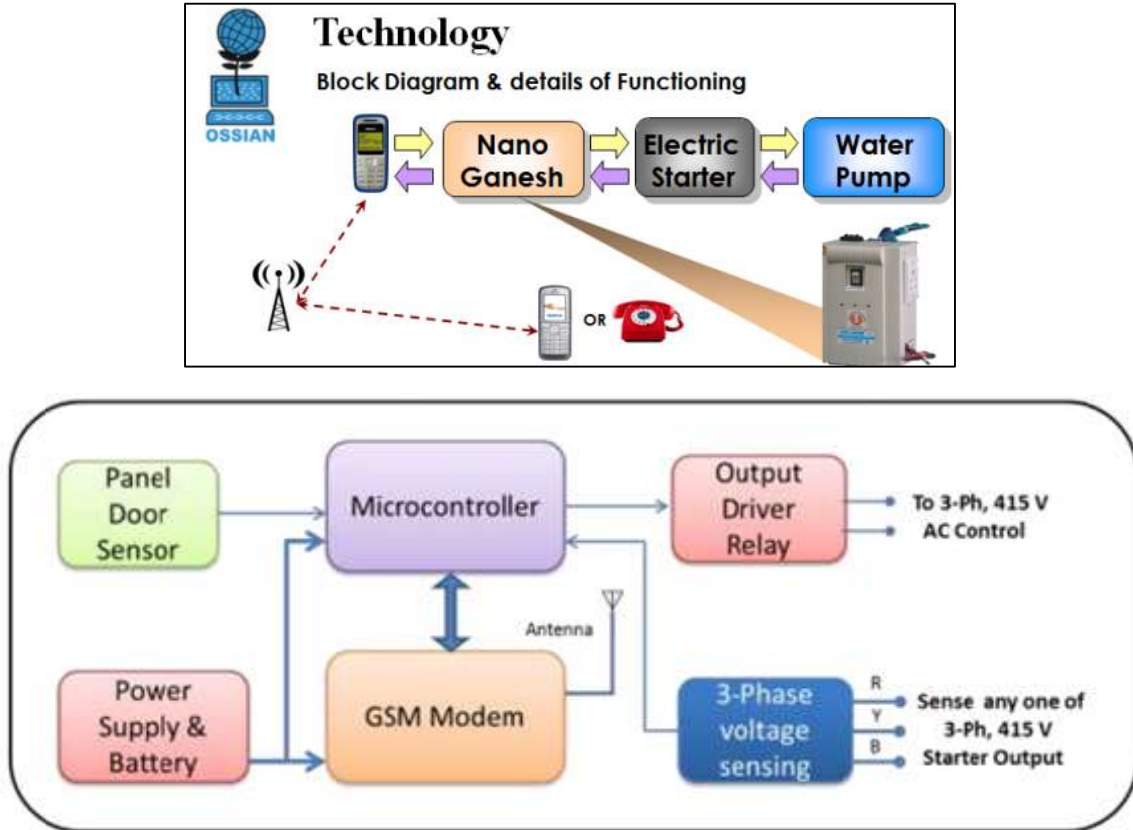 Technology
Block Diagram & details of Functioning
OSSIAN
Nano
Ganesh
Electric
Starter
Water
Pump
OR
Panel
Door
Sensor
Microcontroller
Output
Driver
Relay
To 3-Ph, 415 V
AC Control
Antenna
Power
Supply &
Battery
GSM Modem
3-Phase
voltage
sensing
R
Y
B
Sense any one of
3-Ph, 415 V
Starter Output